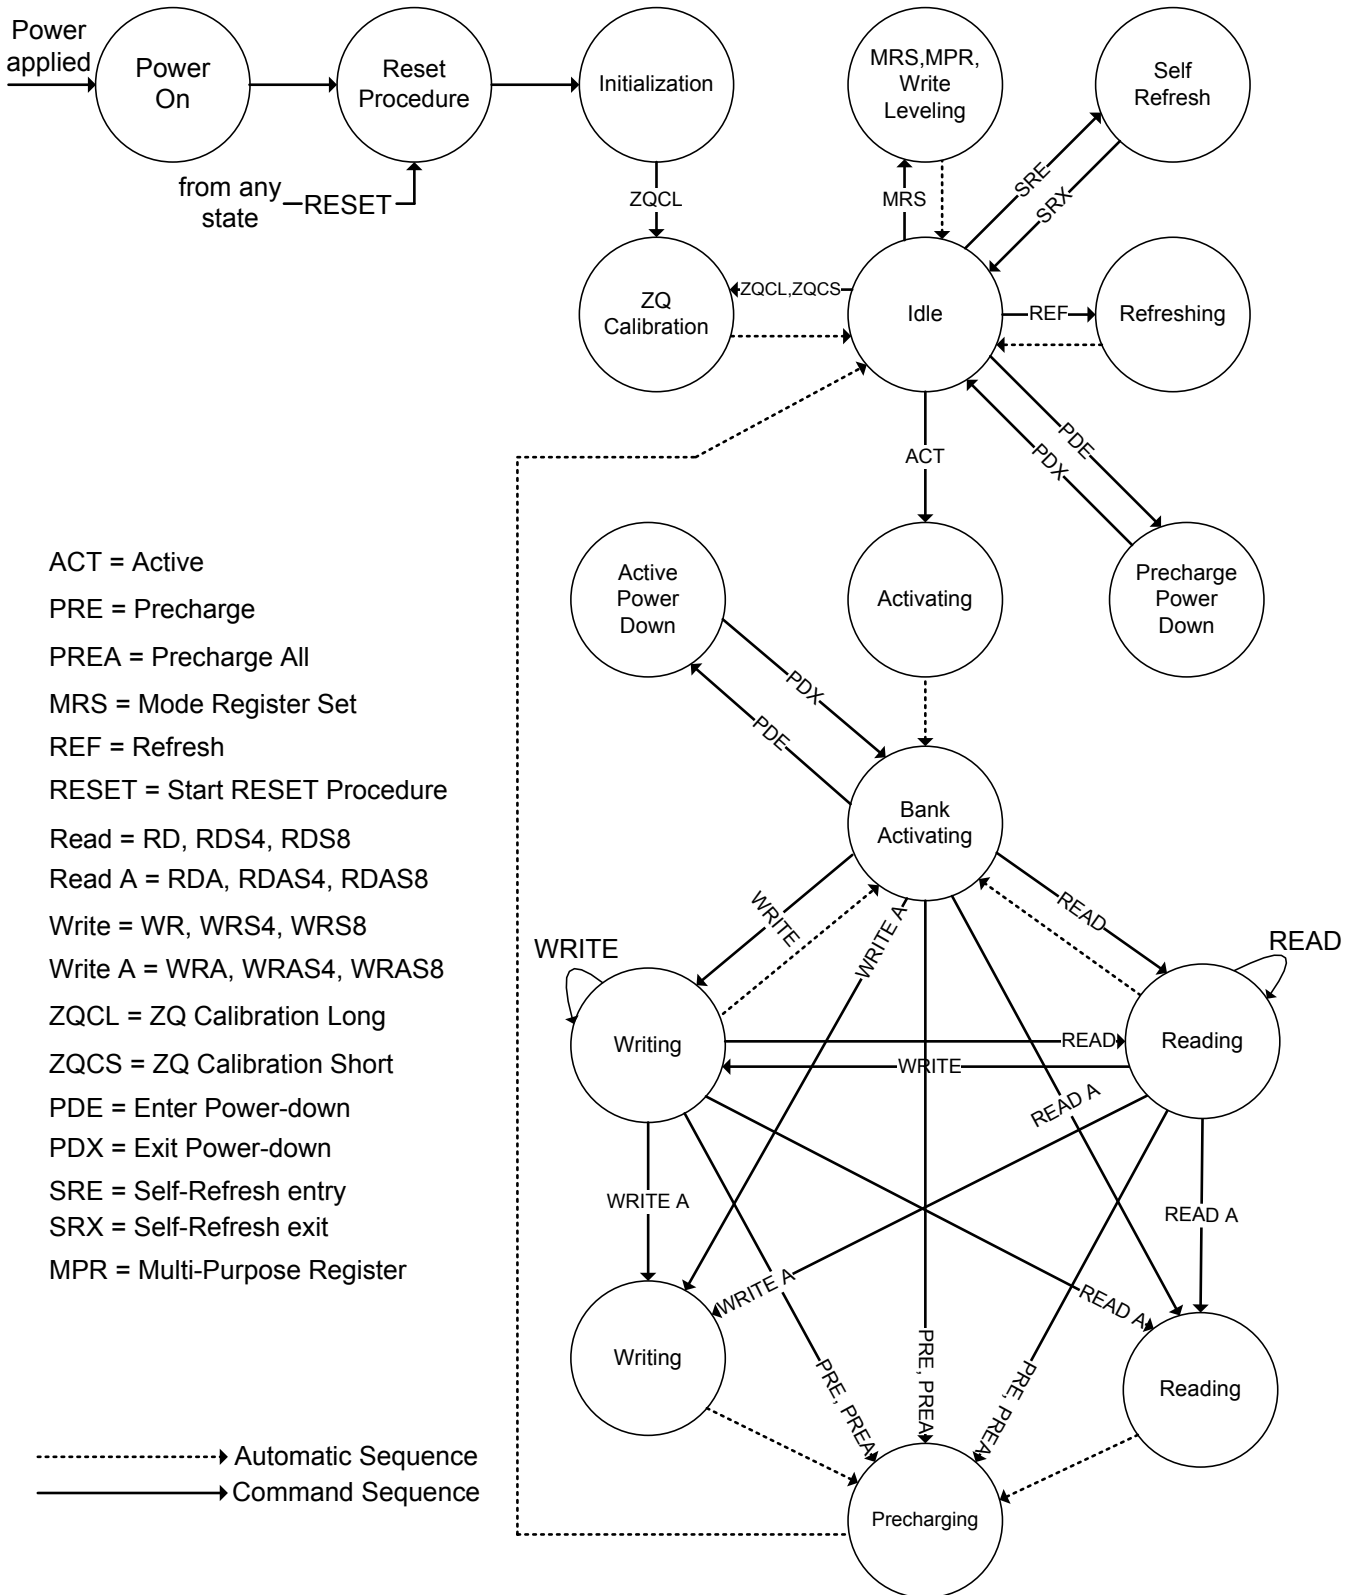 Power
applied
Power
On
Reset
Procedure
Initialization
MRS,MPR,
Write
Leveling
Self
Refresh
from any
state
RESET
ZQCL
MRS
SRE
SRX
ZQ
Calibration
ZQCL,ZQCS
Idle
REF
Refreshing
ACT
PDE
PDX
Active
Power
Down
Activating
Precharge
Power
Down
PDX
PDE
Bank
Activating
ACT = Active
PRE = Precharge
PREA = Precharge All
MRS = Mode Register Set
REF = Refresh
RESET = Start RESET Procedure
Read = RD, RDS4, RDS8
Read A = RDA, RDAS4, RDAS8
Write = WR, WRS4, WRS8
Write A = WRA, WRAS4, WRAS8
ZQCL = ZQ Calibration Long
ZQCS = ZQ Calibration Short
PDE = Enter Power-down
PDX = Exit Power-down
SRE = Self-Refresh entry
SRX = Self-Refresh exit
MPR = Multi-Purpose Register
WRITE
WRITE A
READ
WRITE
READ
Writing
READ
Reading
WRITE
READ A
WRITE A
READ A
WRITE A
READ A
Writing
PRE, PREA
PRE, PREA
PRE, PREA
Reading
Precharging
Automatic Sequence
Command Sequence